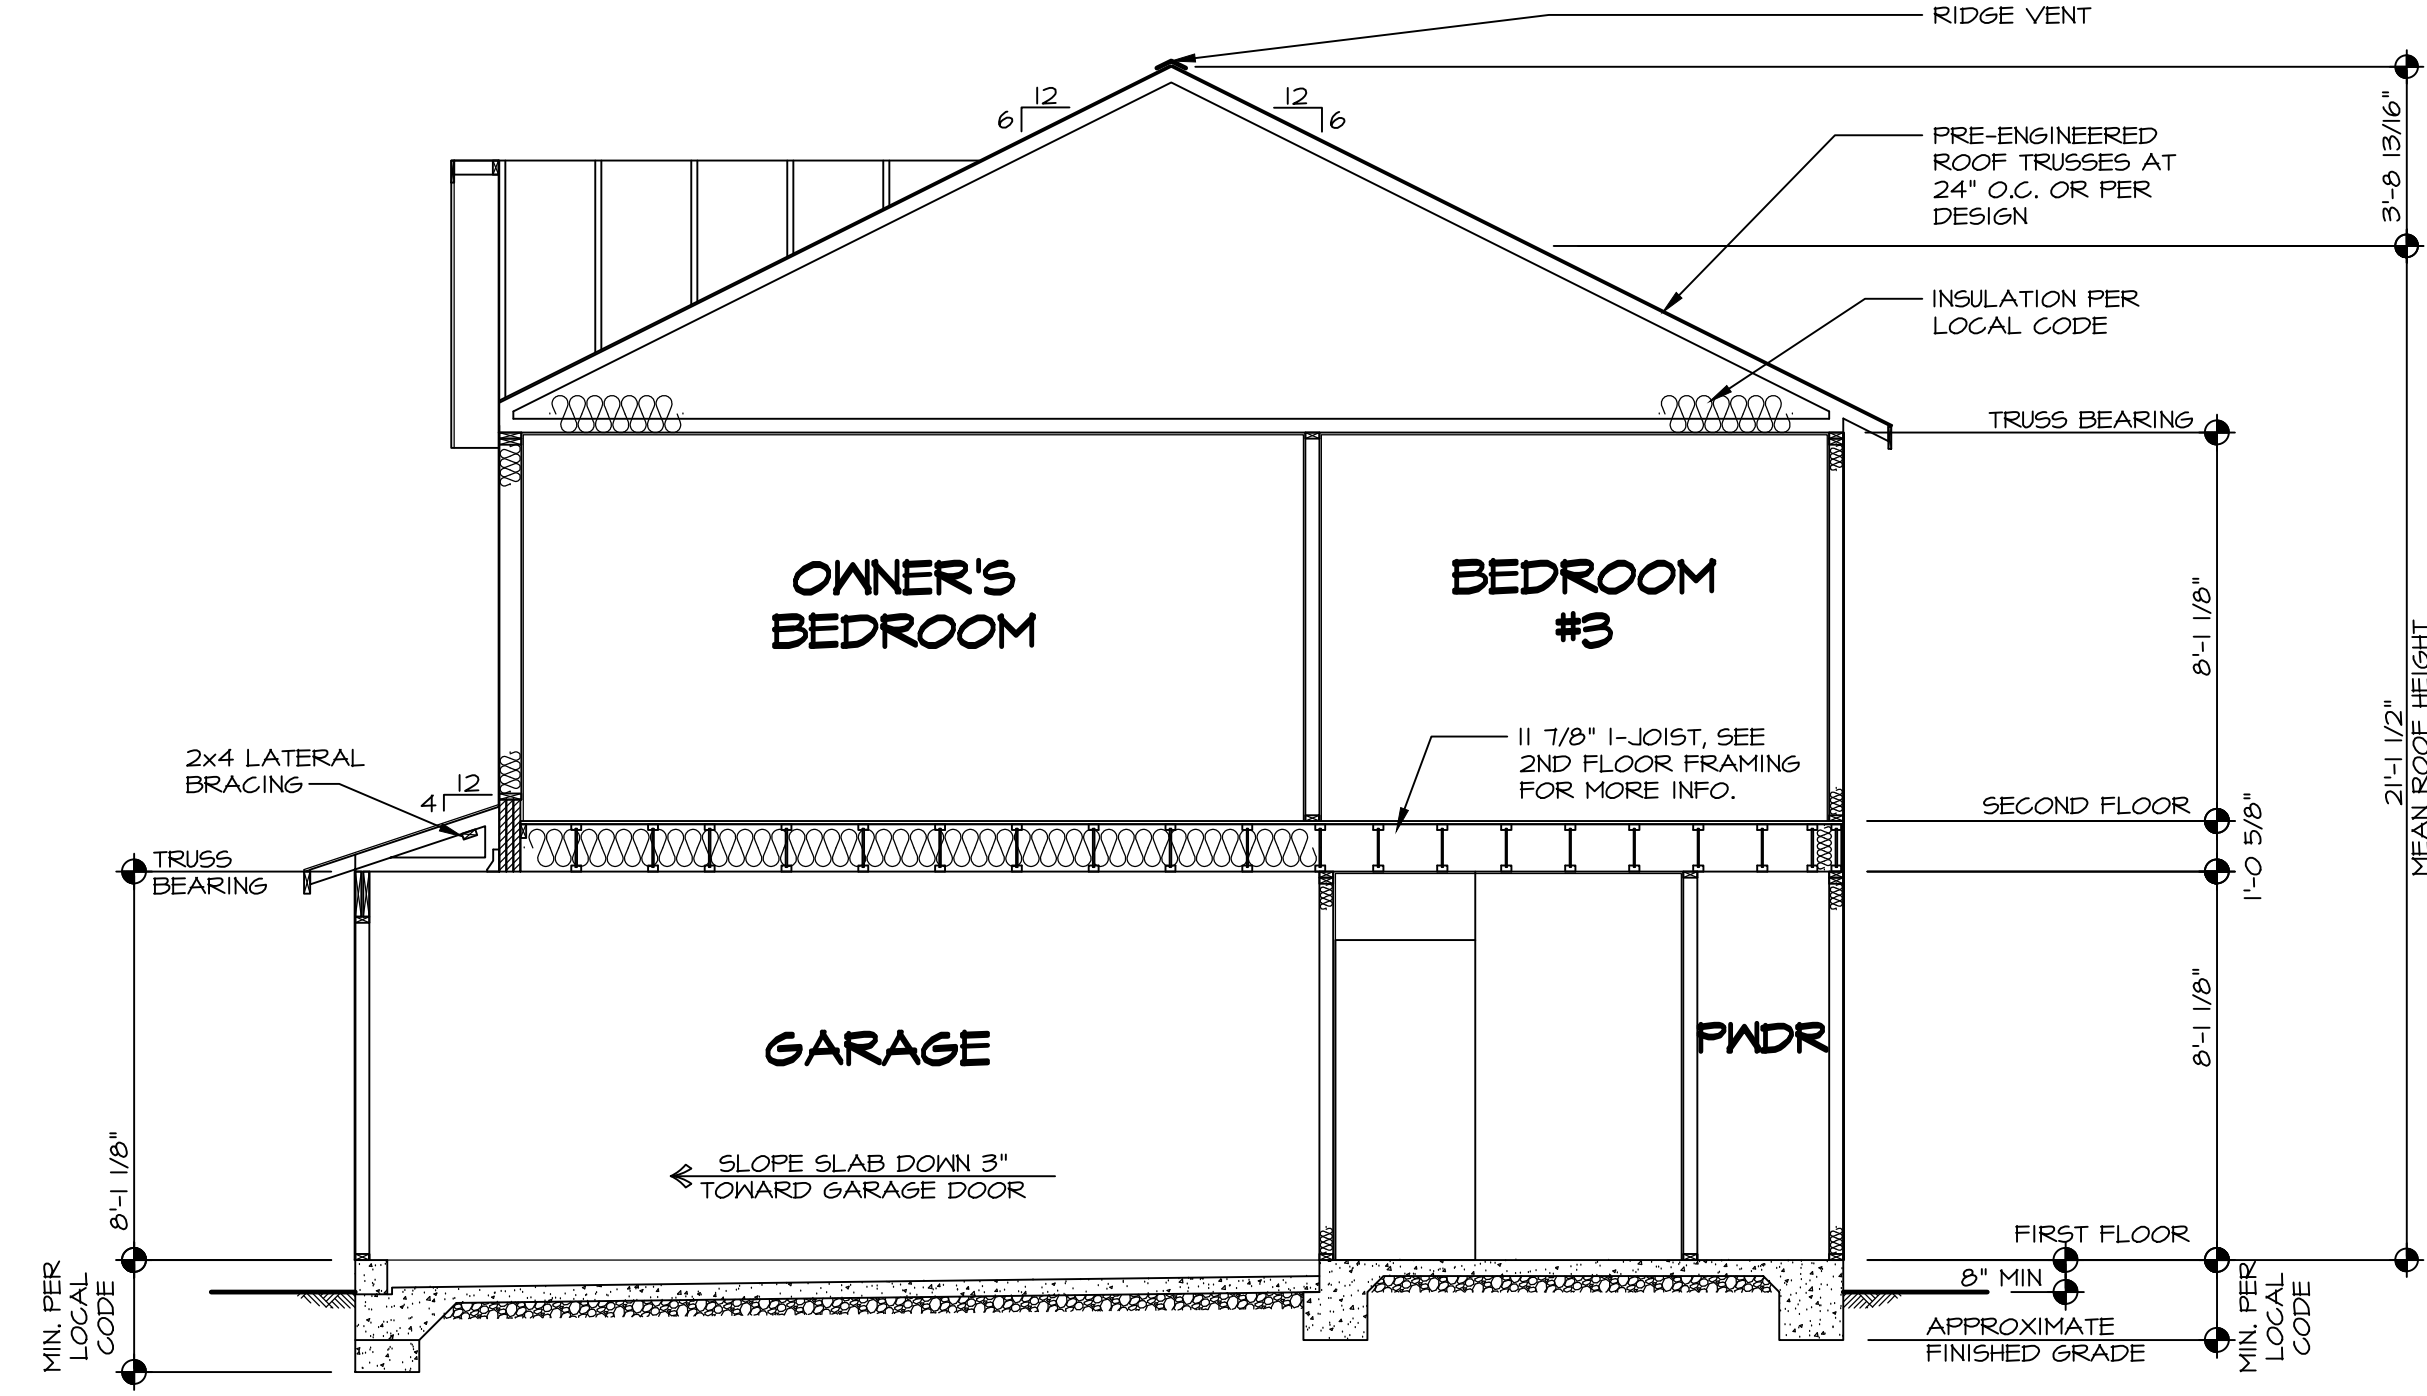 RIDGE VENT
12
6
12
6
3'-8 13/16"
PRE-ENGINEERED
ROOF TRUSSES AT
24" O.C. OR PER
DESIGN
INSULATION PER
LOCAL CODE
TRUSS BEARING
OWNER'S
BEDROOM
BEDROOM
#3
8'-1 1/8"
21'-1 1/2"
MEAN ROOF HEIGHT
11 7/8" I-JOIST, SEE
2ND FLOOR FRAMING
FOR MORE INFO.
2x4 LATERAL
BRACING
12
4
SECOND FLOOR
1'-0 5/8"
TRUSS
BEARING
GARAGE
PWDR
8'-1 1/8"
8'-1 1/8"
SLOPE SLAB DOWN 3"
TOWARD GARAGE DOOR
FIRST FLOOR
8" MIN
MIN. PER
LOCAL
CODE
APPROXIMATE
FINISHED GRADE
MIN. PER
LOCAL
CODE